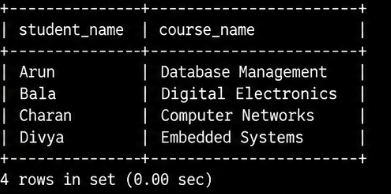 +--------------+----------------------+
| student_name | course_name          |
+--------------+----------------------+
| Arun         | Database Management  |
| Bala         | Digital Electronics  |
| Charan       | Computer Networks    |
| Divya        | Embedded Systems     |
+--------------+----------------------+
4 rows in set (0.00 sec)